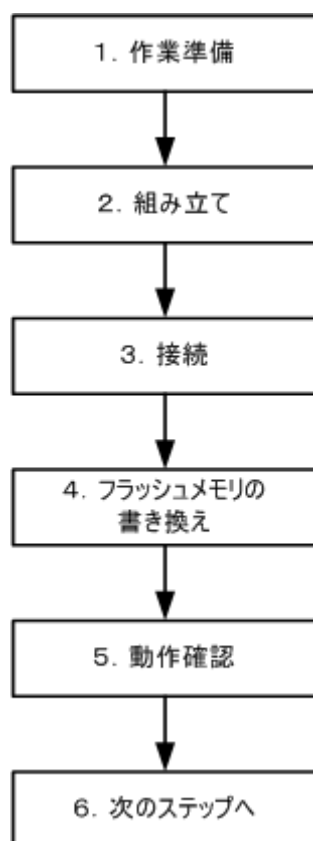 １．作業準備
２．組み立て
３．接続
４．フラッシュメモリの
書き換え
５．動作確認
６．次のステップへ